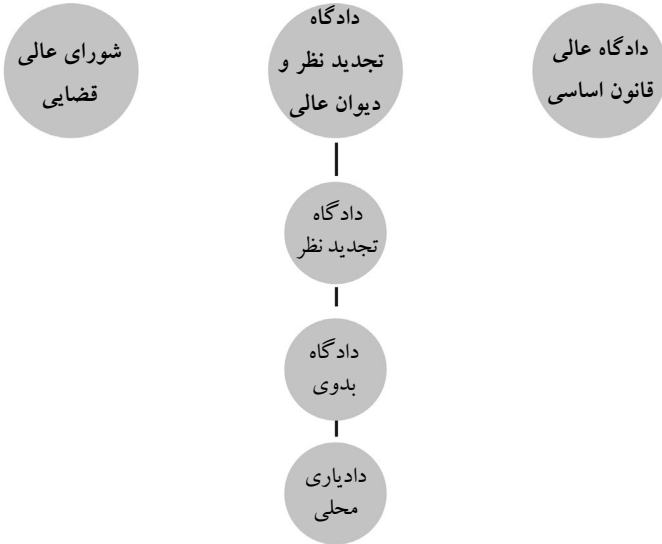 دادگاه عالی
قانون اساسی
دادگاه
تجدید نظر و
دیوان عالی
شورای عالی
قضایی
دادگاه
تجدید نظر
دادگاه
بدوی
دادیاری
محلی